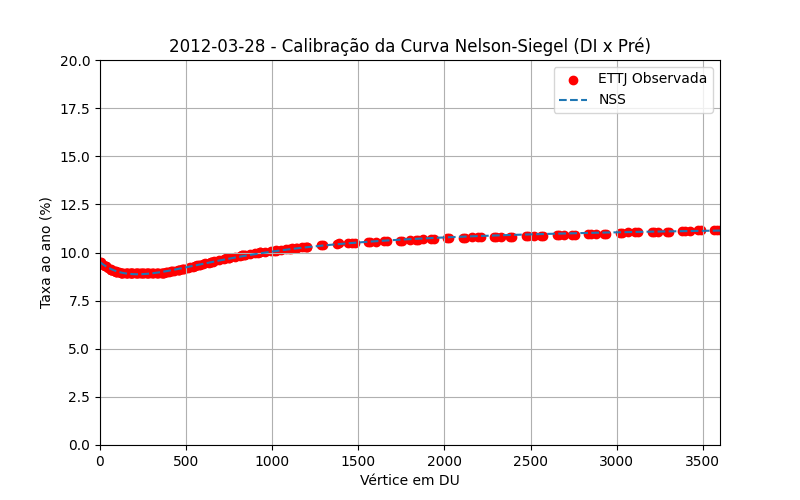 2012-03-28 - Calibração da Curva Nelson-Siegel (DI x Pré)
ETTJ Observada
NSS
Taxa ao ano (%)
20.0
17.5
15.0
12.5
10.0
7.5
5.0
2.5
0.0
0 500 1000 1500 2000 2500 3000 3500
Vértice em DU